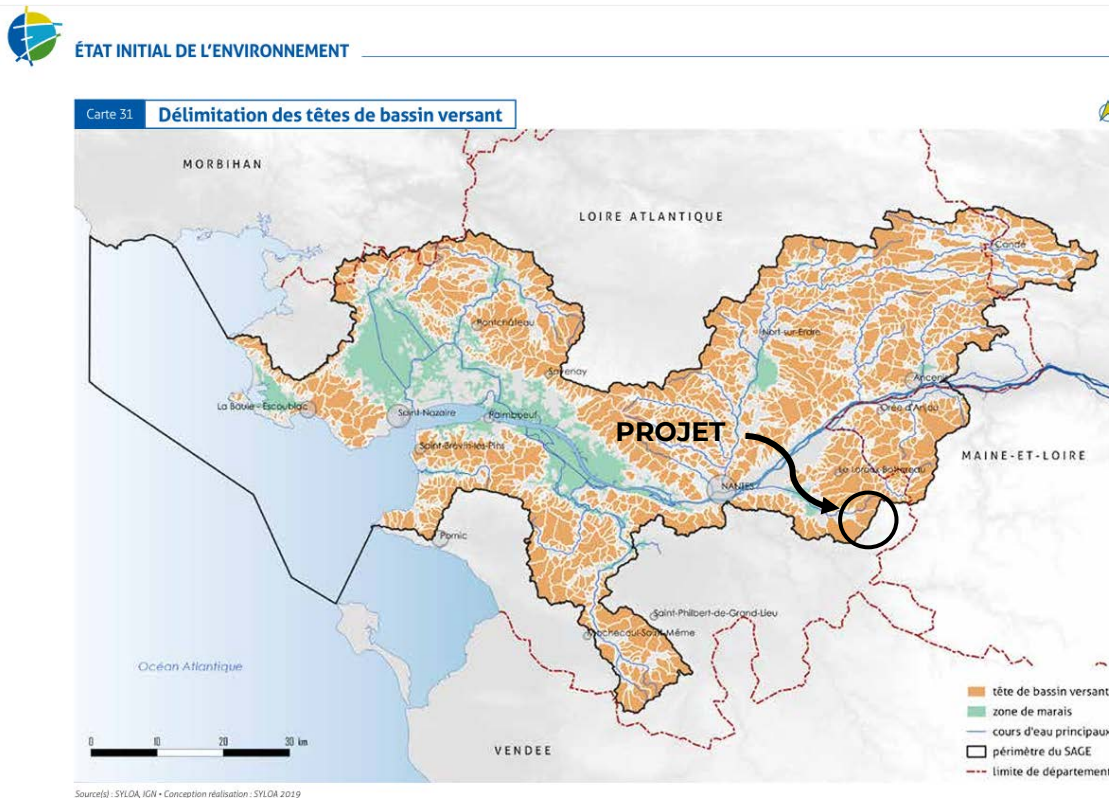 ÉTAT INITIAL DE L'ENVIRONNEMENT
Carte 31 Délimitation des têtes de bassin versant
MORBIHAN
LOIRE ATLANTIQUE
Candé
Pontchâteau
Nort-sur-Erdre
Savenay
Ancenis
La Baule-Escoublac
Saint-Nazaire
Paimboeuf
Orée d'Anjou
PROJET
Saint-Brévin-les-Pins
MAINE-ET-LOIRE
Le Loroux-Bottereau
NANTES
Pornic
Saint-Philbert-de-Grand-Lieu
Machecoul-Saint-Même
Océan Atlantique
tête de bassin versant
zone de marais
cours d'eau principaux
périmètre du SAGE
limite de département
0 10 20 30 km
VENDEE
Source(s) : SYLOA, IGN • Conception réalisation : SYLOA 2019